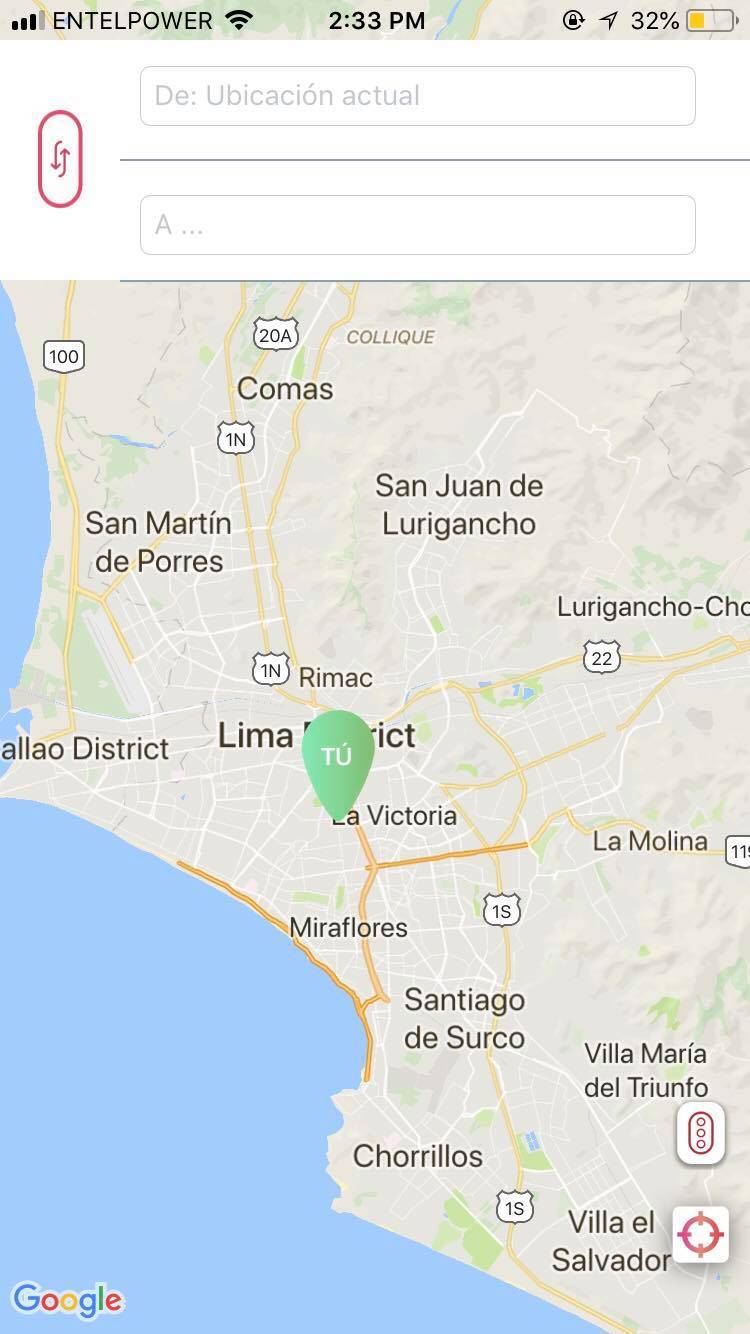 ENTELPOWER 2:33 PM 32%
De: Ubicación actual
A ...
20A
COLLIQUE
100
Comas
1N
San Juan de
Lurigancho
San Martín
de Porres
Lurigancho-Cho
22
1N
Rimac
Lima D rict
allao District
TÚ
La Victoria
La Molina
119
1S
Miraflores
Santiago
de Surco
Villa María
del Triunfo
Chorrillos
1S
Villa el
Salvador
Google